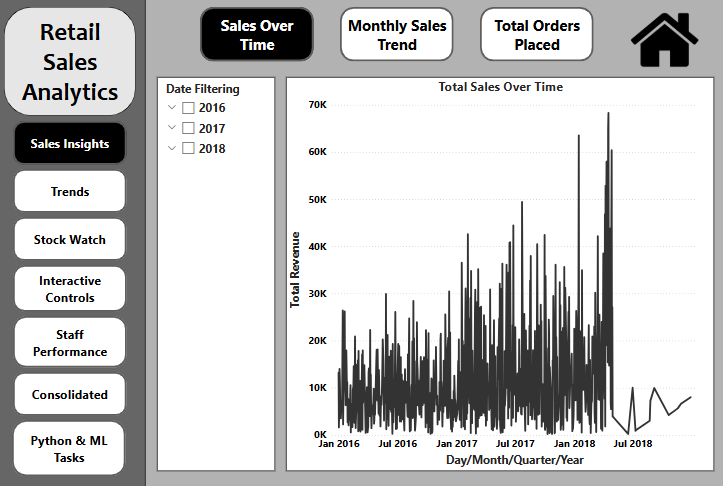 Retail
Sales
Analytics
Sales Insights
Trends
Stock Watch
Interactive
Controls
Staff
Performance
Consolidated
Python & ML
Tasks
Sales Over
Time
Monthly Sales
Trend
Total Orders
Placed
Date Filtering
2016
2017
2018
Total Sales Over Time
Total Revenue
70K
60K
50K
40K
30K
20K
10K
0K
Jan 2016 Jul 2016 Jan 2017 Jul 2017 Jan 2018 Jul 2018
Day/Month/Quarter/Year